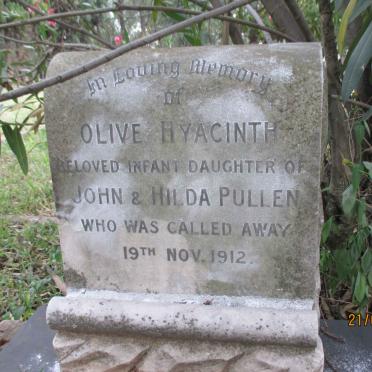 In Loving Memory
of
OLIVE HYACINTH
BELOVED INFANT DAUGHTER OF
JOHN & HILDA PULLEN
WHO WAS CALLED AWAY
19TH NOV. 1912.
21/